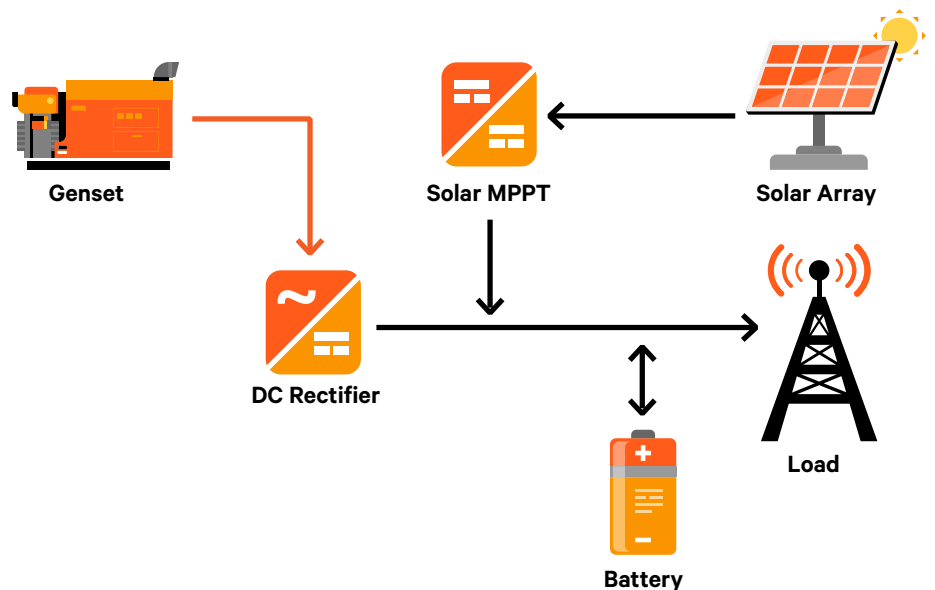 Genset
Solar MPPT
Solar Array
DC Rectifier
Load
Battery